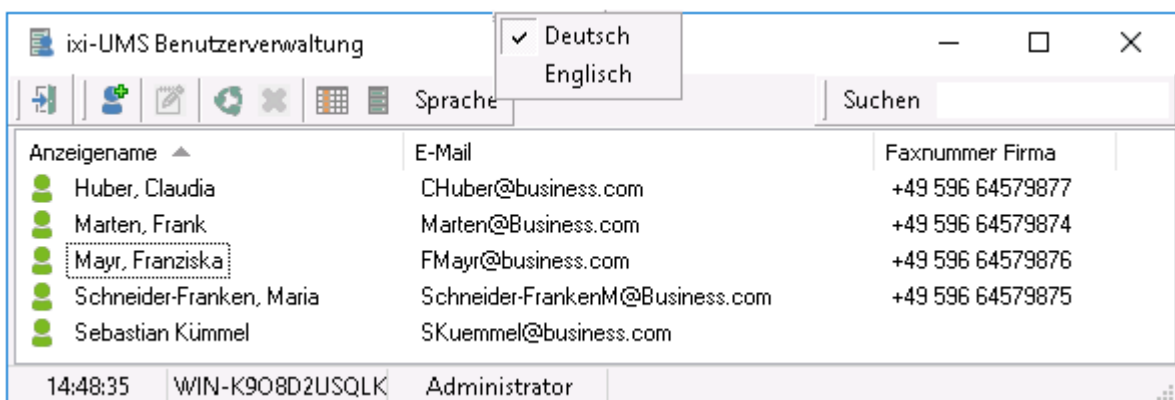 ixi-UMS Benutzerverwaltung
Deutsch
Englisch
Sprache
Suchen
Anzeigename E-Mail Faxnummer Firma
Huber, Claudia CHuber@business.com +49 596 64579877
Marten, Frank Marten@Business.com +49 596 64579874
Mayr, Franziska FMayr@business.com +49 596 64579876
Schneider-Franken, Maria Schneider-FrankenM@Business.com +49 596 64579875
Sebastian Kümmel SKuemmel@business.com
14:48:35 WIN-K9O8D2USQLK Administrator